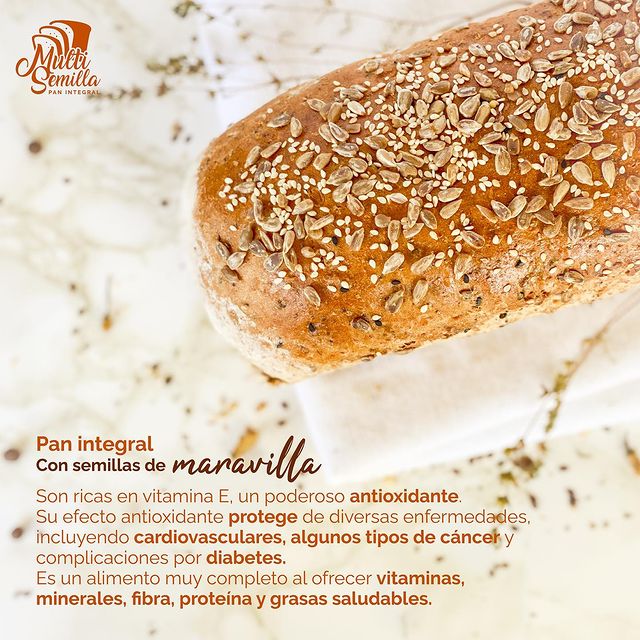 Multi
Semilla
PAN INTEGRAL
Pan integral
Con semillas de maravilla
Son ricas en vitamina E, un poderoso antioxidante.
Su efecto antioxidante protege de diversas enfermedades,
incluyendo cardiovasculares, algunos tipos de cáncer y
complicaciones por diabetes.
Es un alimento muy completo al ofrecer vitaminas,
minerales, fibra, proteína y grasas saludables.